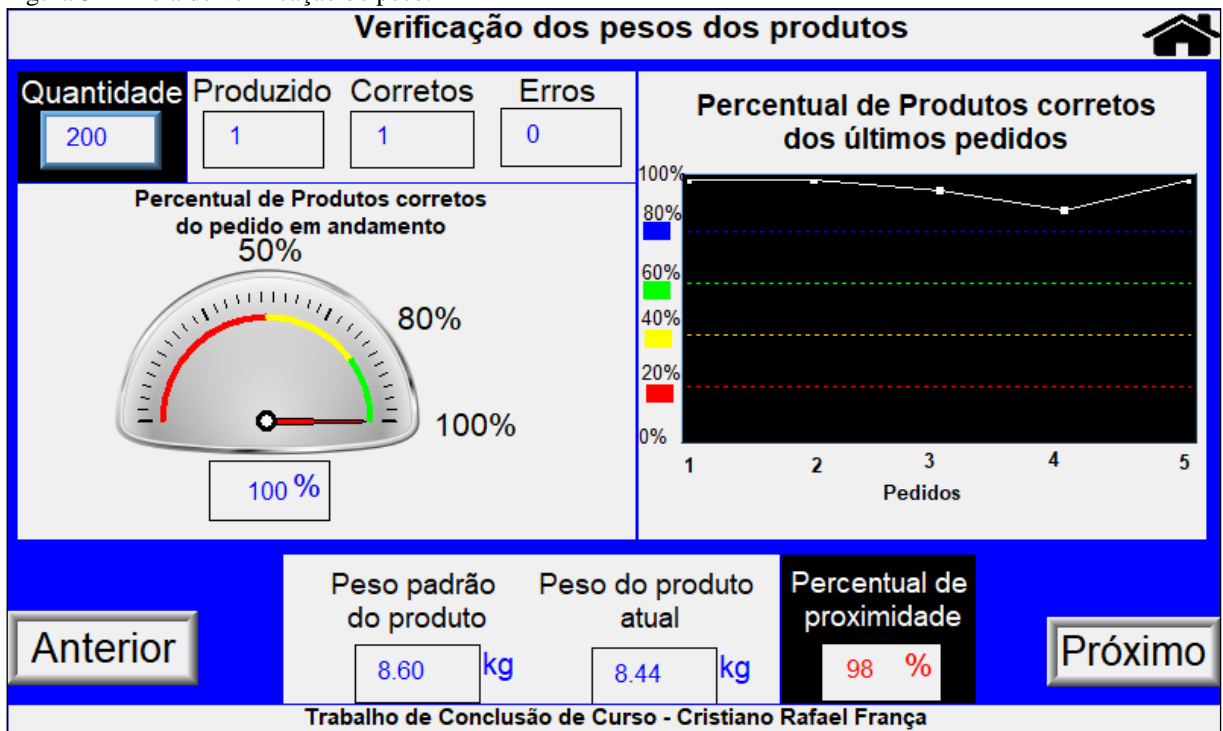 Verificação dos pesos dos produtos
Quantidade Produzido Corretos Erros
200 1 1 0
Percentual de Produtos corretos
do pedido em andamento
50%
80%
100%
100 %
Percentual de Produtos corretos
dos últimos pedidos
100%
80%
60%
40%
20%
0%
1 2 3 4 5
Pedidos
Anterior
Peso padrão
do produto
8.60 kg
Peso do produto
atual
8.44 kg
Percentual de
proximidade
98 %
Próximo
Trabalho de Conclusão de Curso - Cristiano Rafael França